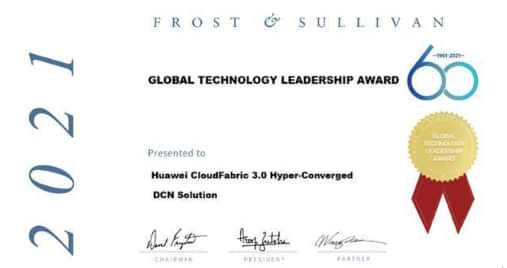 FROST & SULLIVAN
2021
GLOBAL TECHNOLOGY LEADERSHIP AWARD
60
1961-2021
GLOBAL
TECHNOLOGY
LEADERSHIP
AWARD
Presented to
Huawei CloudFabric 3.0 Hyper-Converged
DCN Solution
CHAIRMAN
PRESIDENT
PARTNER